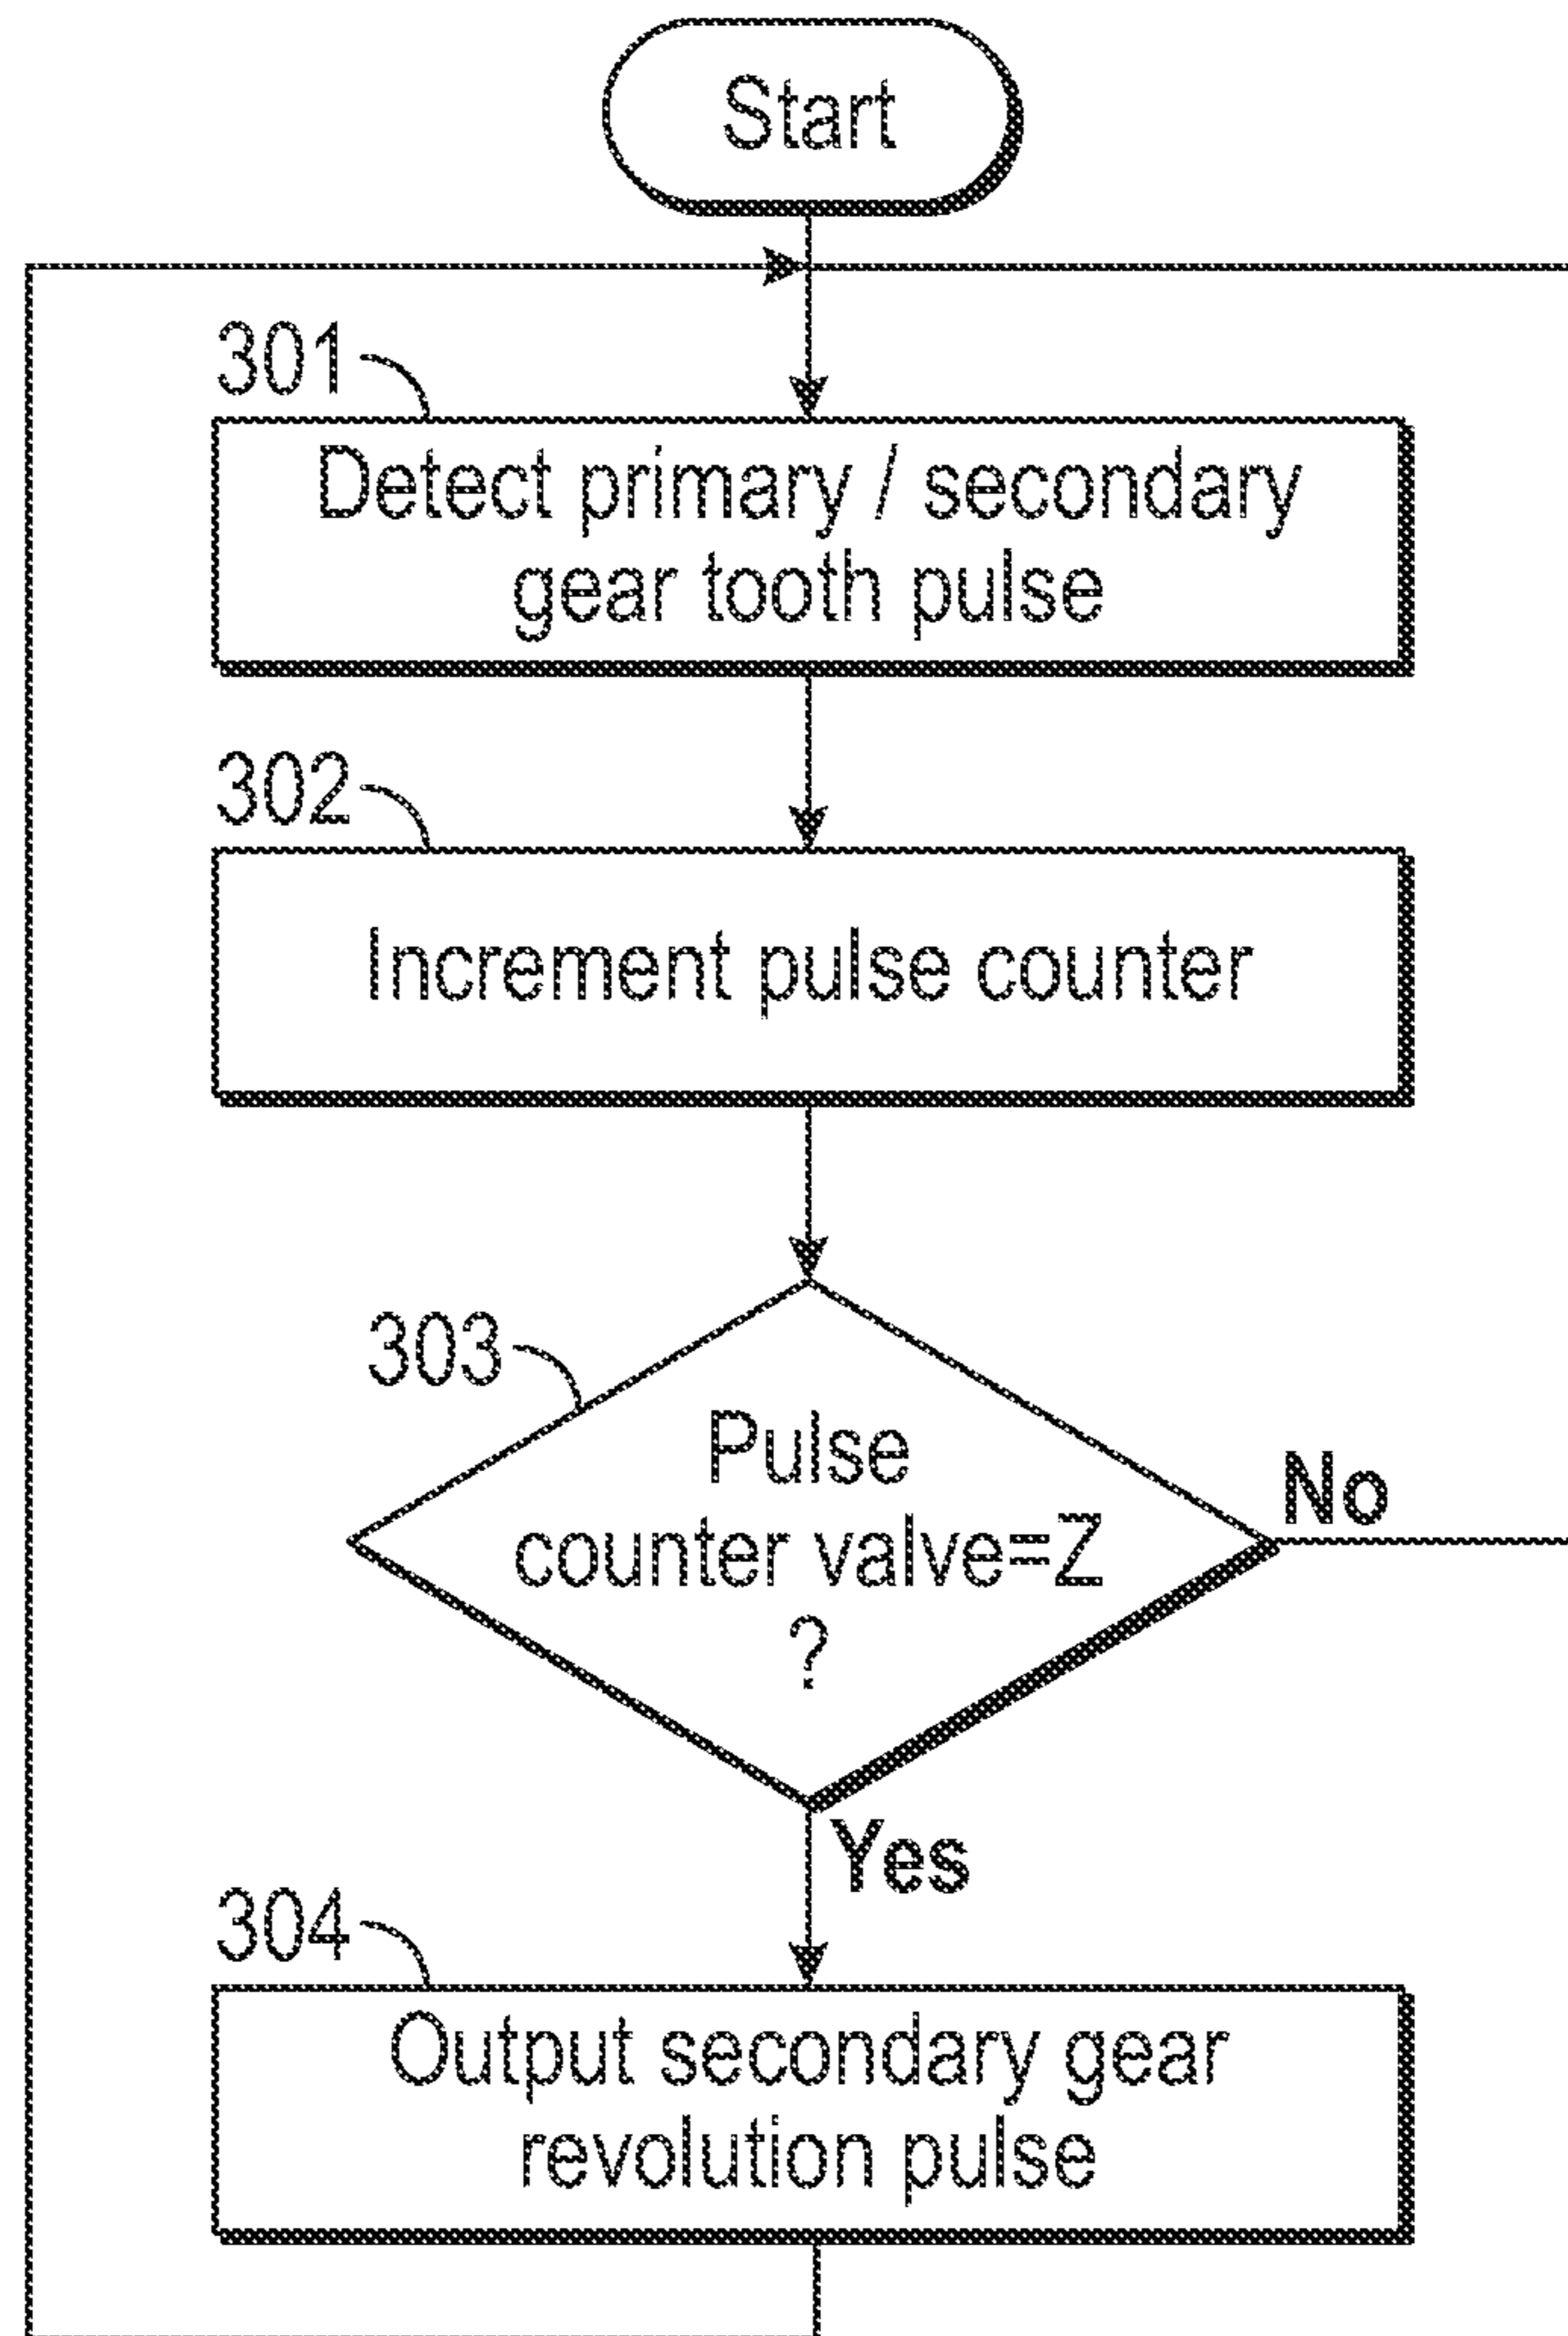 Start
301
Detect primary / secondary
gear tooth pulse
302
Increment pulse counter
303
Pulse
counter valve=Z
?
No
Yes
304
Output secondary gear
revolution pulse